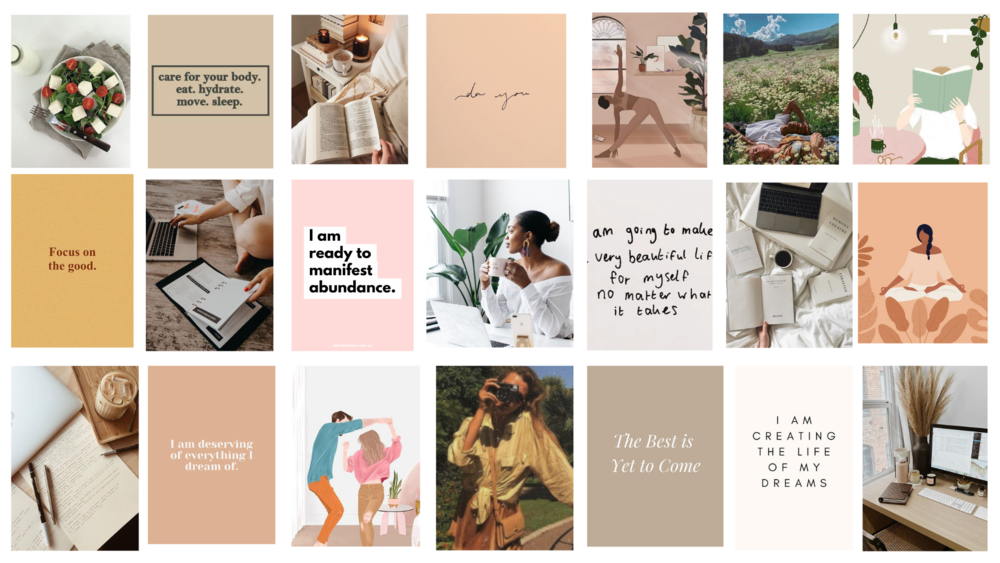 care for your body.
eat. hydrate.
move. sleep.
do you
Focus on
the good.
I am
ready to
manifest
abundance.
am going to make
very beautiful lif
for myself
no matter what
it takes
I am deserving
of everything I
dream of.
The Best is
Yet to Come
I AM
CREATING
THE LIFE
OF MY
DREAMS